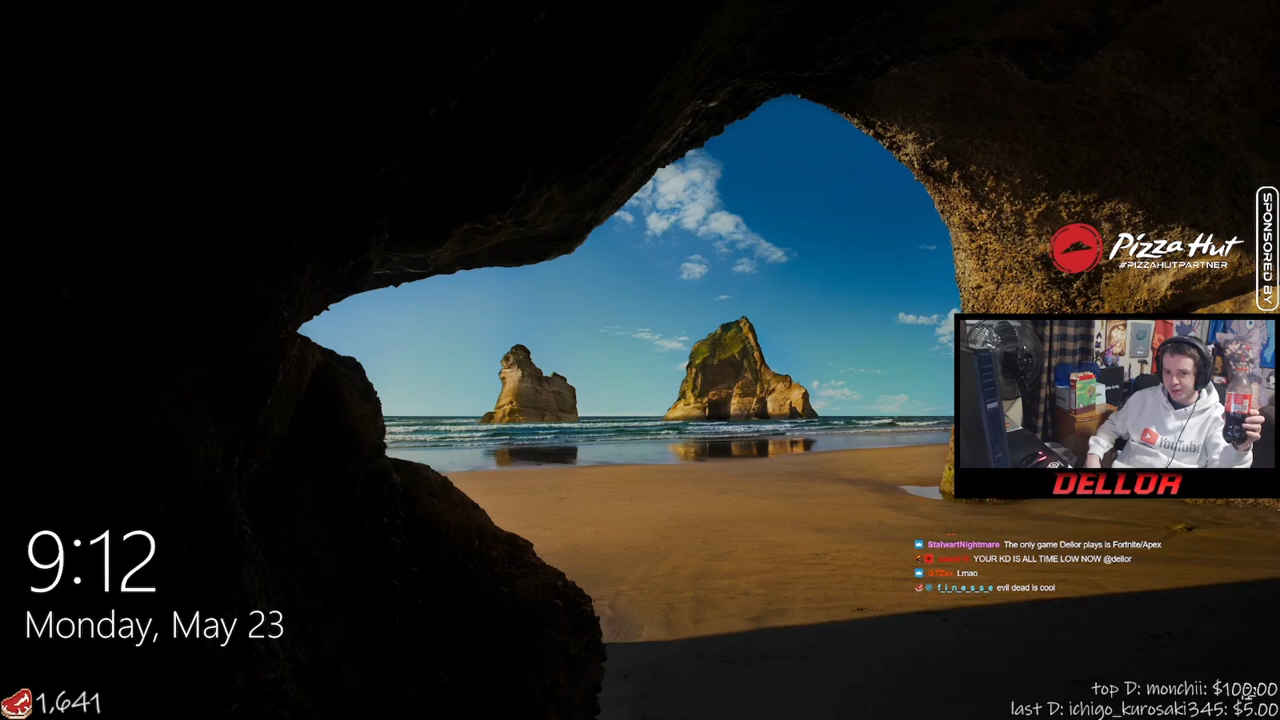 SPONSORED BY
Pizza Hut
#PIZZAHUTPARTNER
YouTube
DELLOR
StalwartNightmare The only game Dellor plays is Fortnite/Apex
YOUR KD IS ALL TIME LOW NOW @dellor
Lmao
f_i_n_e_s_s_e evil dead is cool
9:12
Monday, May 23
1,641
top D: monchii: $100.00
last D: ichigo_kurosaki345: $5.00